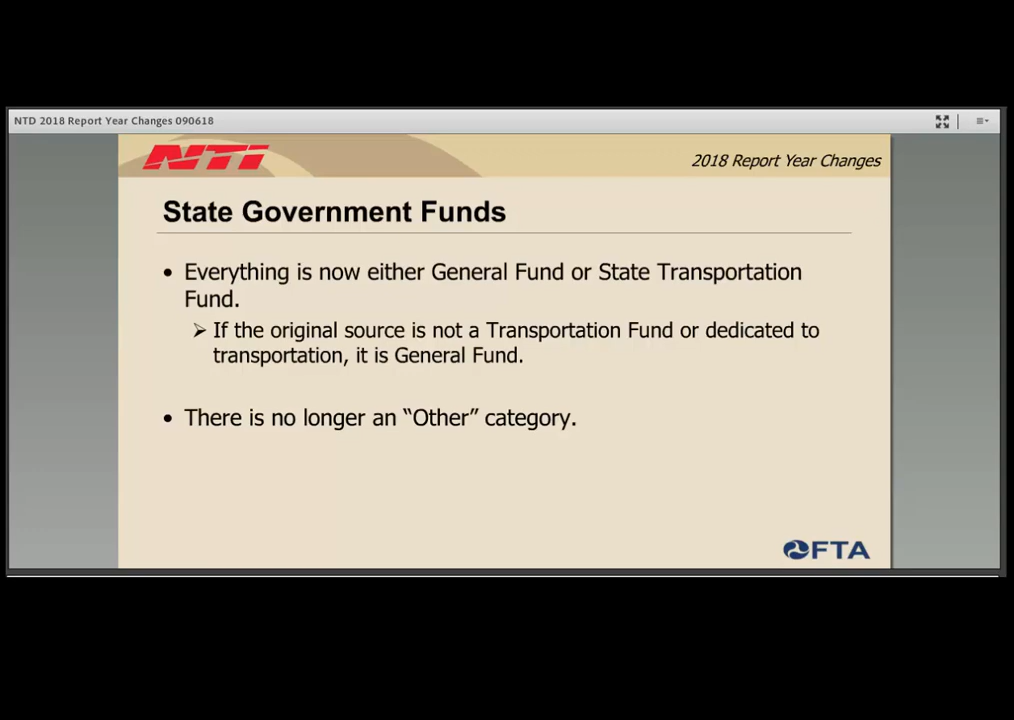 NTD 2018 Report Year Changes 090618
NTI
2018 Report Year Changes
State Government Funds
• Everything is now either General Fund or State Transportation
Fund.
➢ If the original source is not a Transportation Fund or dedicated to
transportation, it is General Fund.
• There is no longer an “Other” category.
FTA